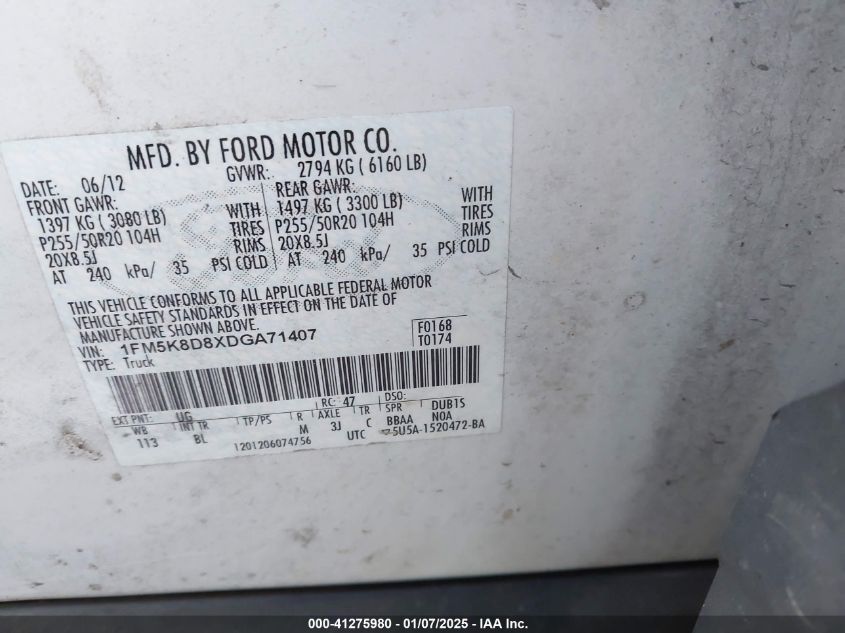 MFD. BY FORD MOTOR CO.
DATE: 06/12 GVWR: 2794 KG ( 6160 LB)
FRONT GAWR: REAR GAWR:
1397 KG ( 3080 LB) WITH 1497 KG ( 3300 LB) WITH
P255/50R20 104H TIRES P255/50R20 104H TIRES
20X8.5J RIMS 20X8.5J RIMS
AT 240 kPa/ 35 PSI COLD AT 240 kPa/ 35 PSI COLD
THIS VEHICLE CONFORMS TO ALL APPLICABLE FEDERAL MOTOR
VEHICLE SAFETY STANDARDS IN EFFECT ON THE DATE OF
MANUFACTURE SHOWN ABOVE.
VIN: 1FM5K8D8XDGA71407 F0168
TYPE: Truck T0174
EXT PNT: UG RC: 47 DSO:
WB INT TR TP/PS R AXLE TR SPR DUB1S
113 BL M 3J C BBAA N0A
1201206074756 UTC 5U5A-1520472-BA
000-41275980 | 01/07/2025 - IAA Inc.